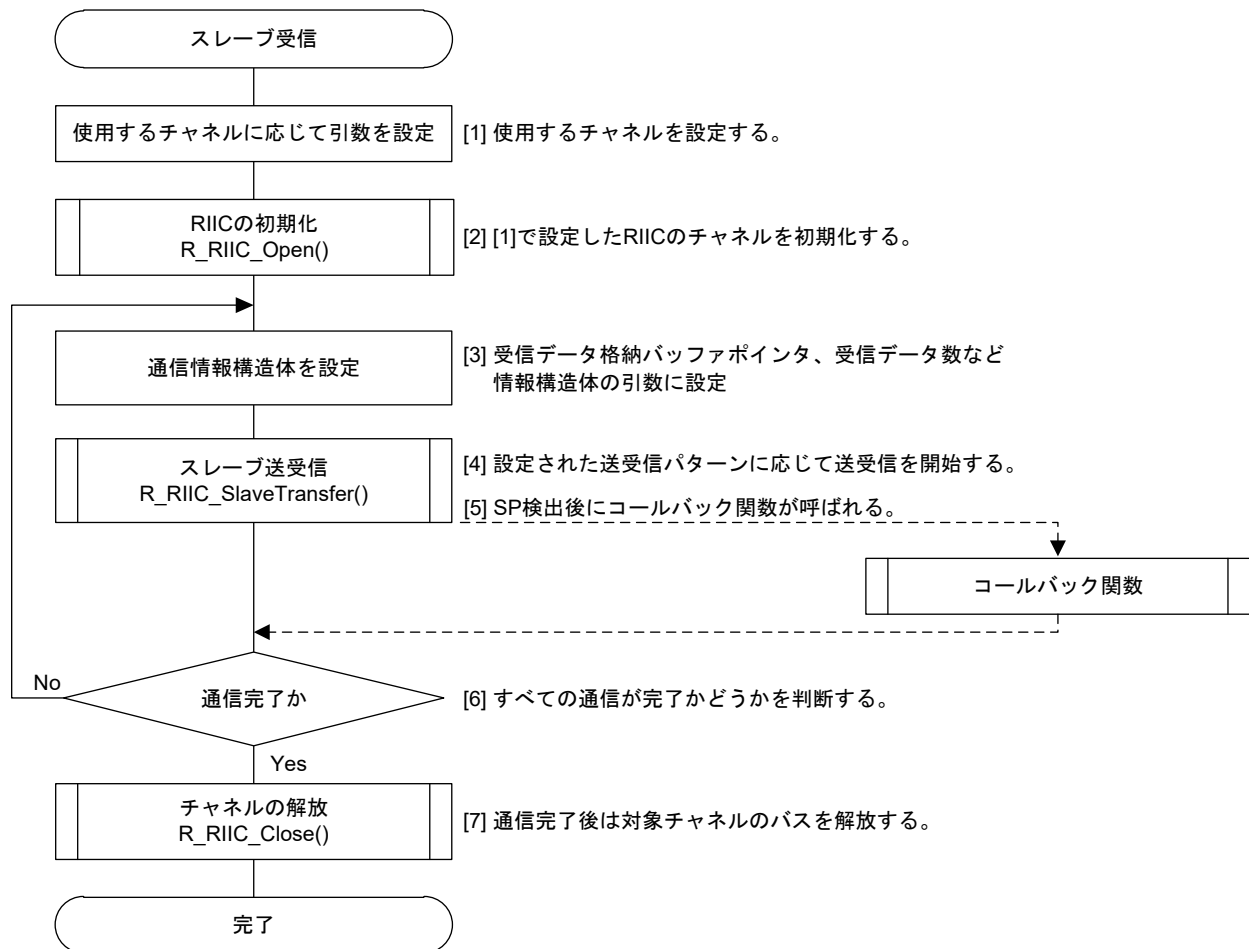 スレーブ受信
使用するチャネルに応じて引数を設定
[1] 使用するチャネルを設定する。
RIICの初期化
R_RIIC_Open()
[2] [1]で設定したRIICのチャネルを初期化する。
通信情報構造体を設定
[3] 受信データ格納バッファポインタ、受信データ数など
情報構造体の引数に設定
スレーブ送受信
R_RIIC_SlaveTransfer()
[4] 設定された送受信パターンに応じて送受信を開始する。
[5] SP検出後にコールバック関数が呼ばれる。
コールバック関数
No
通信完了か
[6] すべての通信が完了かどうかを判断する。
Yes
チャネルの解放
R_RIIC_Close()
[7] 通信完了後は対象チャネルのバスを解放する。
完了